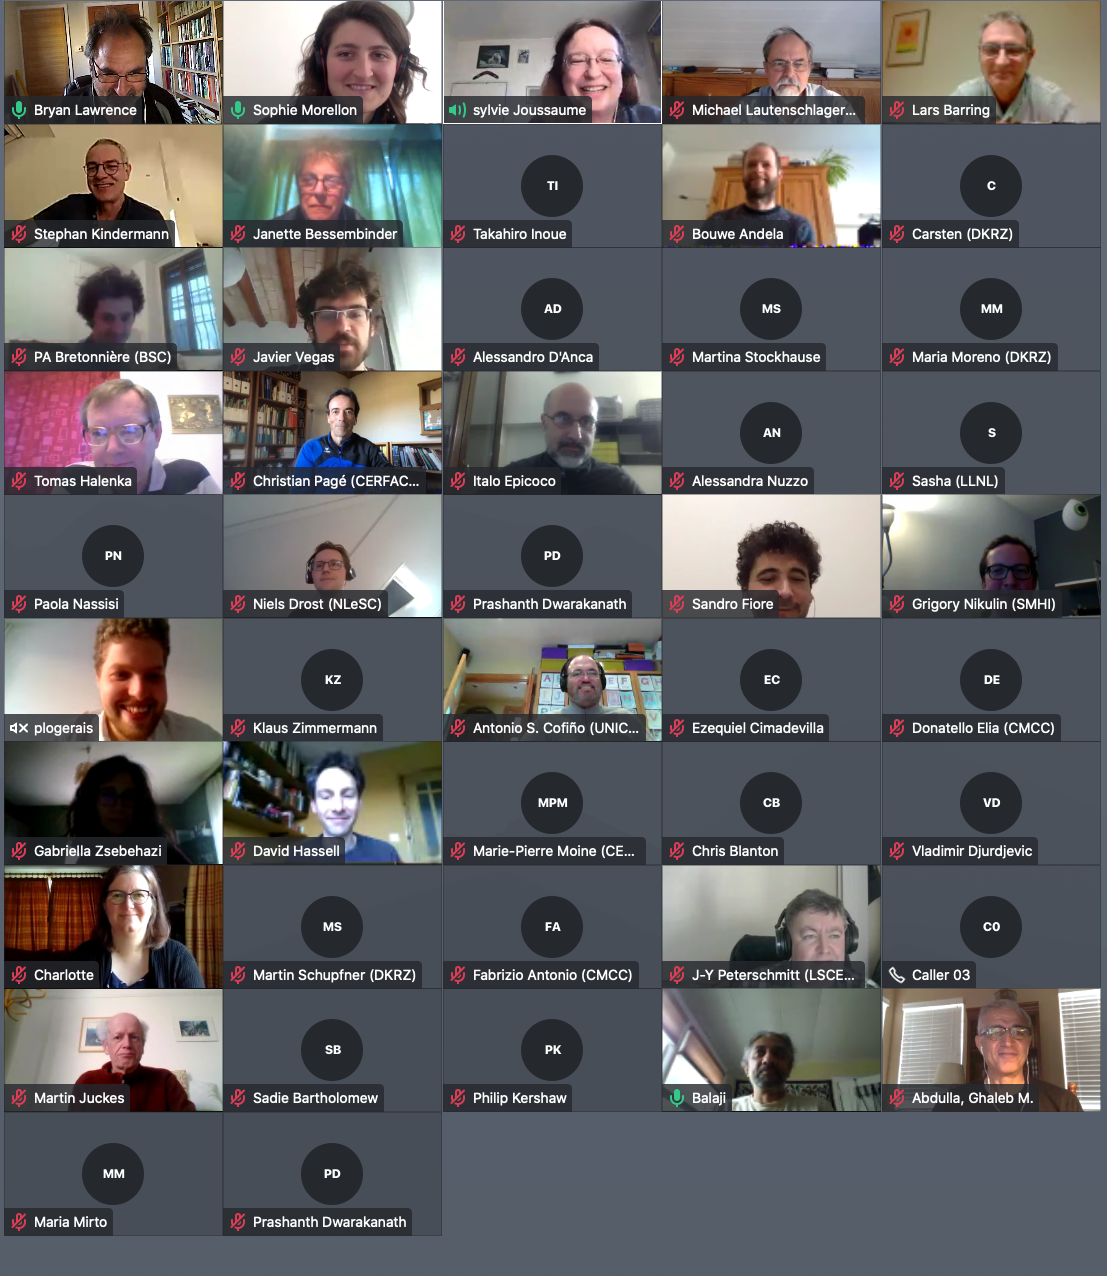 Bryan Lawrence
Sophie Morellon
sylvie Joussaume
Michael Lautenschlager...
Lars Barring
Stephan Kindermann
Janette Bessembinder
TI
Takahiro Inoue
Bouwe Andela
C
Carsten (DKRZ)
PA Bretonnière (BSC)
Javier Vegas
AD
Alessandro D'Anca
MS
Martina Stockhause
MM
Maria Moreno (DKRZ)
Tomas Halenka
Christian Pagé (CERFAC...
Italo Epicoco
AN
Alessandra Nuzzo
S
Sasha (LLNL)
PN
Paola Nassisi
Niels Drost (NLeSC)
PD
Prashanth Dwarakanath
Sandro Fiore
Grigory Nikulin (SMHI)
plogerais
KZ
Klaus Zimmermann
Antonio S. Cofiño (UNIC...
EC
Ezequiel Cimadevilla
DE
Donatello Elia (CMCC)
Gabriella Zsebehazi
David Hassell
MPM
Marie-Pierre Moine (CE...
CB
Chris Blanton
VD
Vladimir Djurdjevic
Charlotte
MS
Martin Schupfner (DKRZ)
FA
Fabrizio Antonio (CMCC)
J-Y Peterschmitt (LSCE...
C0
Caller 03
Martin Juckes
SB
Sadie Bartholomew
PK
Philip Kershaw
Balaji
Abdulla, Ghaleb M.
MM
Maria Mirto
PD
Prashanth Dwarakanath